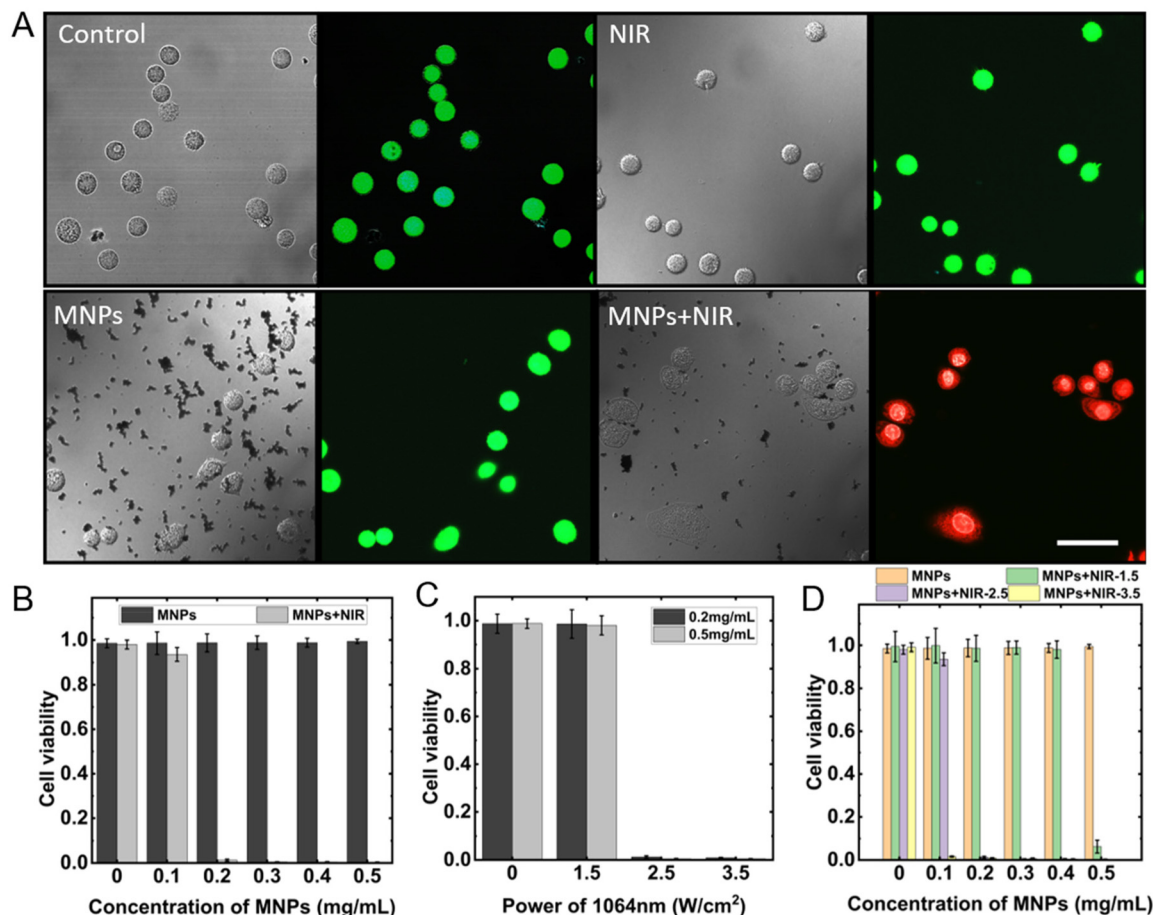 A
Control
NIR
MNPs
MNPs+NIR
B
MNPs
MNPs+NIR
Cell viability
1.0
0.8
0.6
0.4
0.2
0.0
0 0.1 0.2 0.3 0.4 0.5
Concentration of MNPs (mg/mL)
C
0.2mg/mL
0.5mg/mL
Cell viability
1.0
0.8
0.6
0.4
0.2
0.0
0 1.5 2.5 3.5
Power of 1064nm (W/cm²)
D
MNPs MNPs+NIR-1.5
MNPs+NIR-2.5 MNPs+NIR-3.5
Cell viability
1.0
0.8
0.6
0.4
0.2
0.0
0 0.1 0.2 0.3 0.4 0.5
Concentration of MNPs (mg/mL)